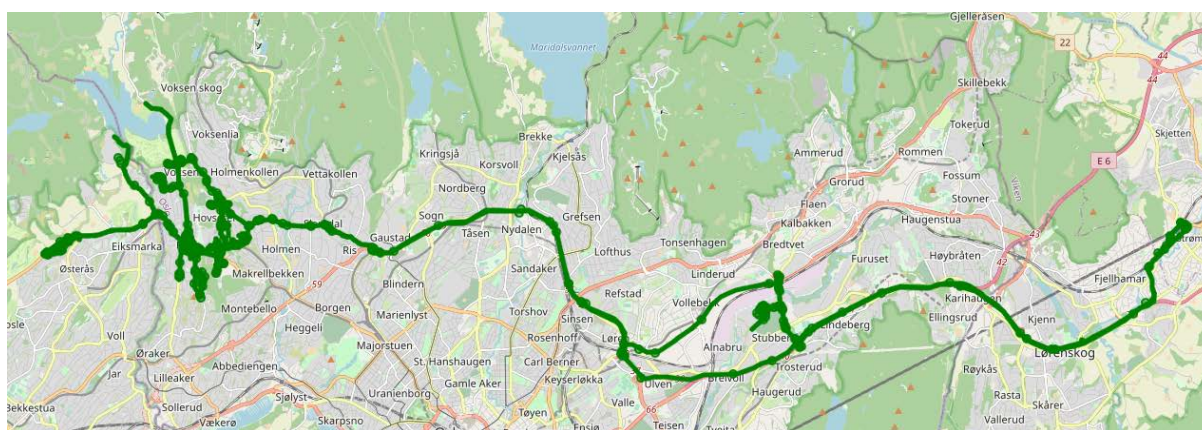 Gjelleråsen
22
44
Maridalsvannet
Skillebekk
44
Voksen skog
Skjetten
Voksenlia
Brekke
Tokerud
Kringsjå
Korsvoll
Kjelsås
Ammerud
Rommen
E 6
Holmenkollen
Vettakollen
Nordberg
Grorud
Fossum
Viken
Flaen
Stovner
Sogn
Grefsen
Kalbakken
Haugenstua
Tåsen
Nydalen
Eiksmarka
Holmen
Ris
Gaustad
Lofthus
Tonsenhagen
Bredtvet
43
Østerås
Makrellbekken
Sandaker
Linderud
Furuset
Høybråten
42
Fjellhamar
59
Blindern
Refstad
Vollebekk
Karihaugen
Montebello
Borgen
Torshov
Sinsen
Ellingsrud
Kjenn
Voll
Marienlyst
Heggeli
Rosenhoff
Alnabru
Lørenskog
Øraker
Majorstuen
Trosterud
Abbediengen
St. Hanshaugen
Carl Berner
Ulven
Breivoll
Røykås
Jar
Lilleaker
Gamle Aker
Keyserløkka
Haugerud
Uranienborg
Valle
Rasta
Bekkestua
Sollerud
Sjølyst
Tøyen
66
Skårer
Vækerø
Skarpsno
Teisen
Vallerud